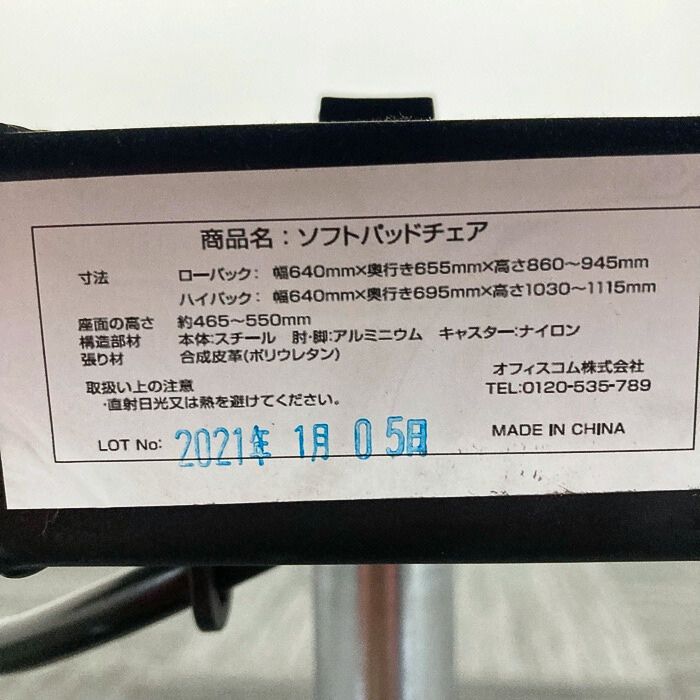 商品名：ソフトパッドチェア
寸法 ローバック： 幅640mm×奥行き655mm×高さ860～945mm
ハイバック： 幅640mm×奥行き695mm×高さ1030～1115mm
座面の高さ 約465～550mm
構造部材 本体:スチール 肘･脚:アルミニウム キャスター:ナイロン
張り材 合成皮革(ポリウレタン)
取扱い上の注意
･直射日光又は熱を避けてください。
オフィスコム株式会社
TEL:0120-535-789
LOT No: 2021年 1月 05日
MADE IN CHINA